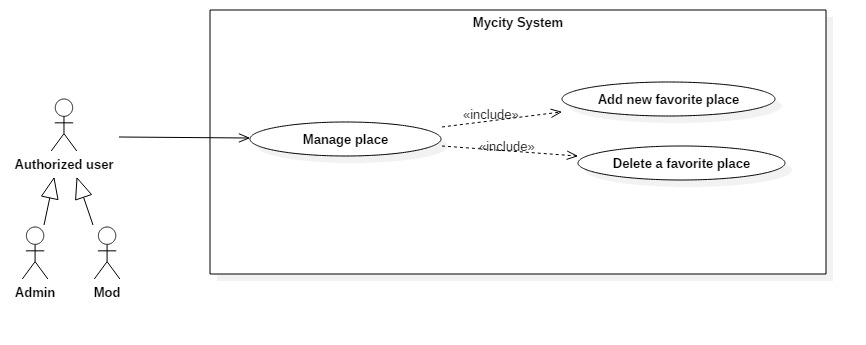 Mycity System
Add new favorite place
«include»
Manage place
«include»
Delete a favorite place
Authorized user
Admin
Mod